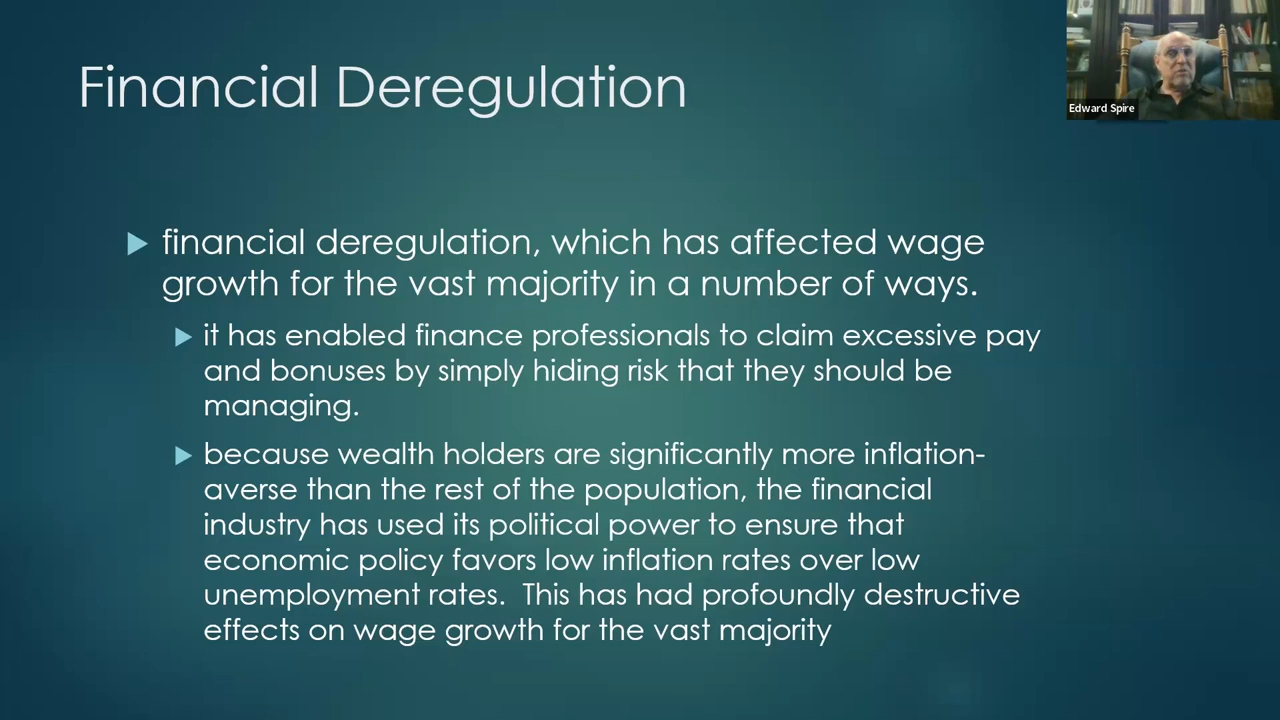 Financial Deregulation
Edward Spire
financial deregulation, which has affected wage
growth for the vast majority in a number of ways.
it has enabled finance professionals to claim excessive pay
and bonuses by simply hiding risk that they should be
managing.
because wealth holders are significantly more inflation-
averse than the rest of the population, the financial
industry has used its political power to ensure that
economic policy favors low inflation rates over low
unemployment rates.  This has had profoundly destructive
effects on wage growth for the vast majority